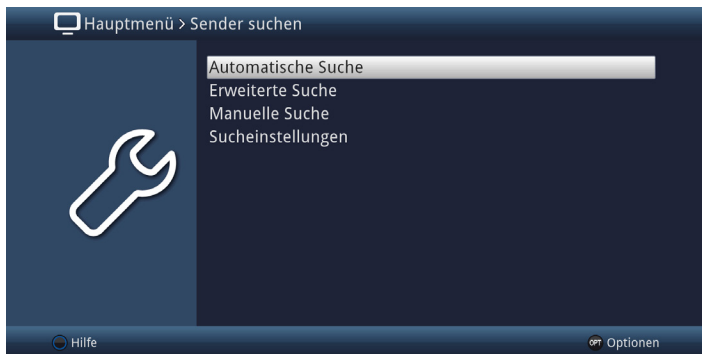 Hauptmenü > Sender suchen
Automatische Suche
Erweiterte Suche
Manuelle Suche
Sucheinstellungen
Hilfe
OPT Optionen